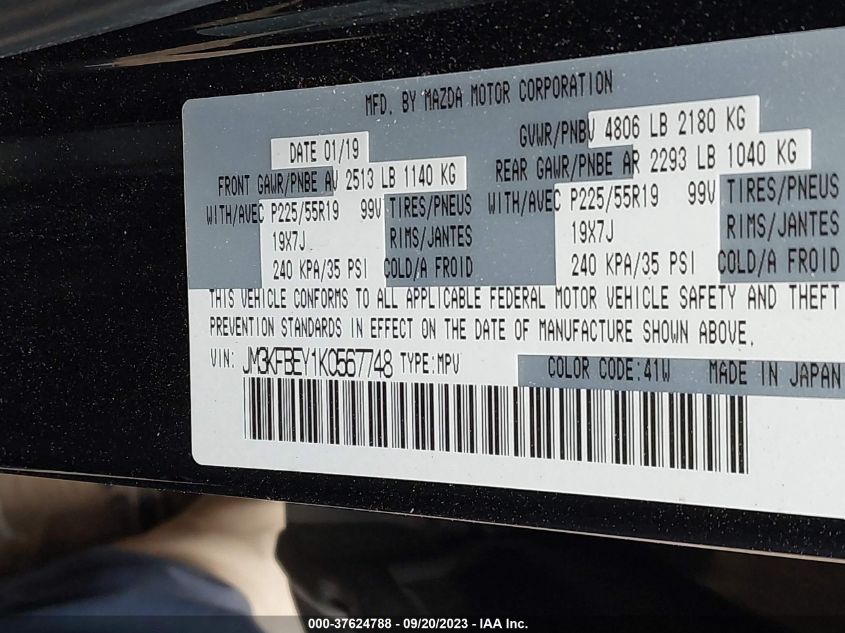 MFD. BY MAZDA MOTOR CORPORATION
DATE 01/19 GVWR/PNBV 4806 LB 2180 KG
FRONT GAWR/PNBE AV 2513 LB 1140 KG REAR GAWR/PNBE AR 2293 LB 1040 KG
WITH/AVEC P225/55R19 99V TIRES/PNEUS WITH/AVEC P225/55R19 99V TIRES/PNEUS
19X7J RIMS/JANTES 19X7J RIMS/JANTES
240 KPA/35 PSI COLD/A FROID 240 KPA/35 PSI COLD/A FROID
THIS VEHICLE CONFORMS TO ALL APPLICABLE FEDERAL MOTOR VEHICLE SAFETY AND THEFT
PREVENTION STANDARDS IN EFFECT ON THE DATE OF MANUFACTURE SHOWN ABOVE.
VIN: JM3KFBEY1K0567748 TYPE:MPV COLOR CODE:41W MADE IN JAPAN
000-37624788 - 09/20/2023 - IAA Inc.